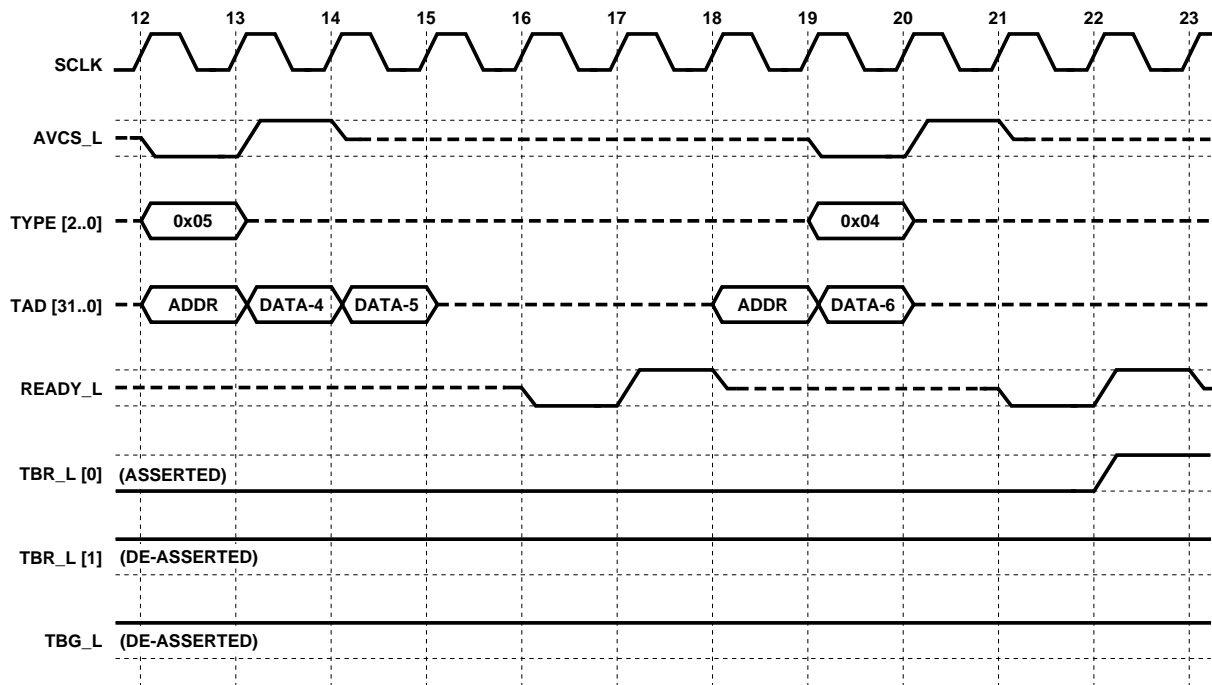 12 13 14 15 16 17 18 19 20 21 22 23
SCLK
AVCS_L
TYPE [2..0] 0x05 0x04
TAD [31..0] ADDR DATA-4 DATA-5 ADDR DATA-6
READY_L
TBR_L [0] (ASSERTED)
TBR_L [1] (DE-ASSERTED)
TBG_L (DE-ASSERTED)